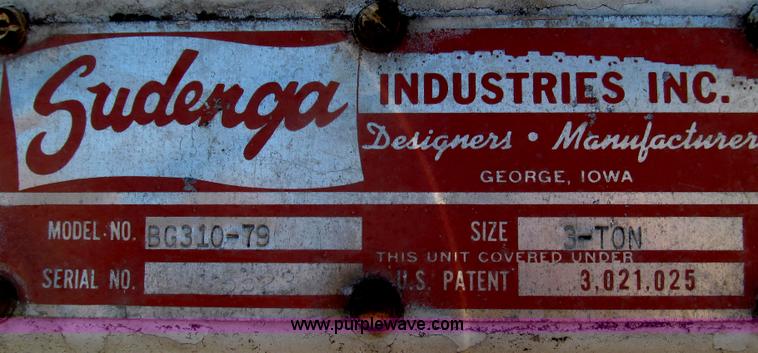 Sudenga INDUSTRIES INC.
Designers • Manufacturer
GEORGE, IOWA
MODEL NO. BG310-79 SIZE 3-TON
THIS UNIT COVERED UNDER
SERIAL NO. U.S. PATENT 3,021,025
www.purplewave.com